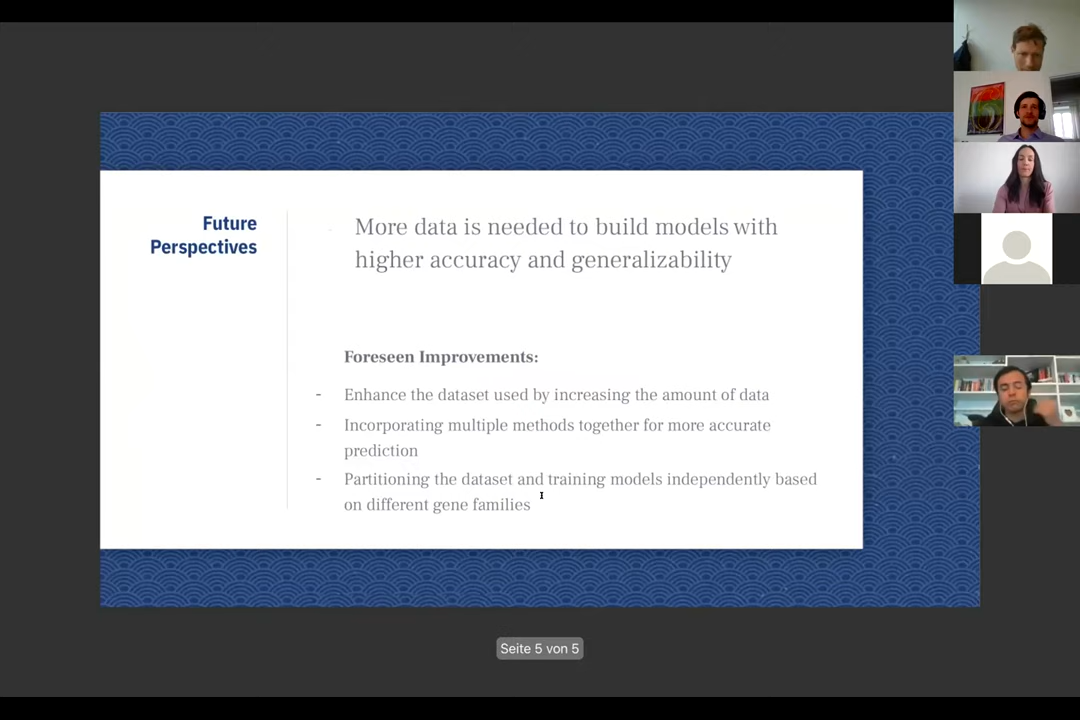 Future
Perspectives
More data is needed to build models with
higher accuracy and generalizability
Foreseen Improvements:
- Enhance the dataset used by increasing the amount of data
- Incorporating multiple methods together for more accurate
prediction
- Partitioning the dataset and training models independently based
on different gene families
Seite 5 von 5